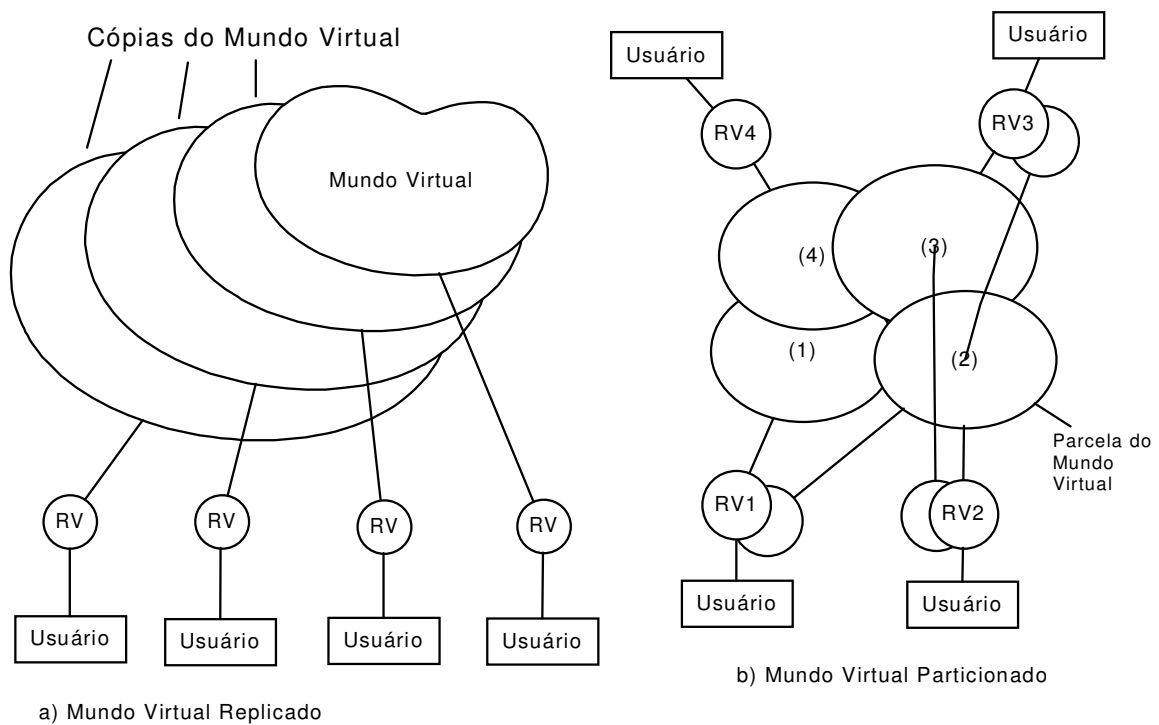 Cópias do Mundo Virtual
Mundo Virtual
RV
RV
RV
RV
Usuário
Usuário
Usuário
Usuário
a) Mundo Virtual Replicado
Usuário
Usuário
RV4
RV3
(4)
(3)
(1)
(2)
Parcela do
Mundo
Virtual
RV1
RV2
Usuário
Usuário
b) Mundo Virtual Particionado